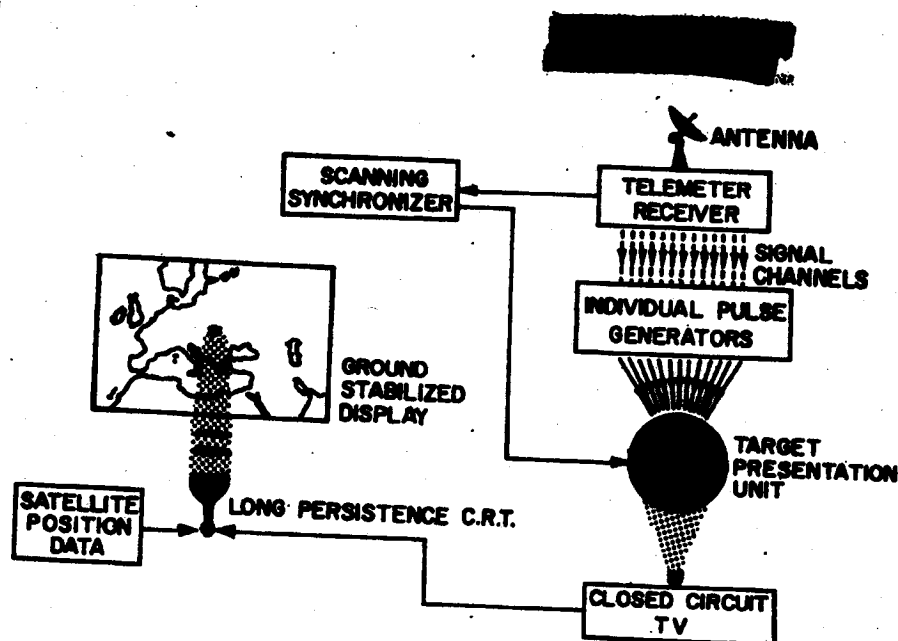 ANTENNA
SCANNING
SYNCHRONIZER
TELEMETER
RECEIVER
SIGNAL
CHANNELS
INDIVIDUAL PULSE
GENERATORS
GROUND
STABILIZED
DISPLAY
TARGET
PRESENTATION
UNIT
SATELLITE
POSITION
DATA
LONG PERSISTENCE C.R.T.
CLOSED CIRCUIT
TV